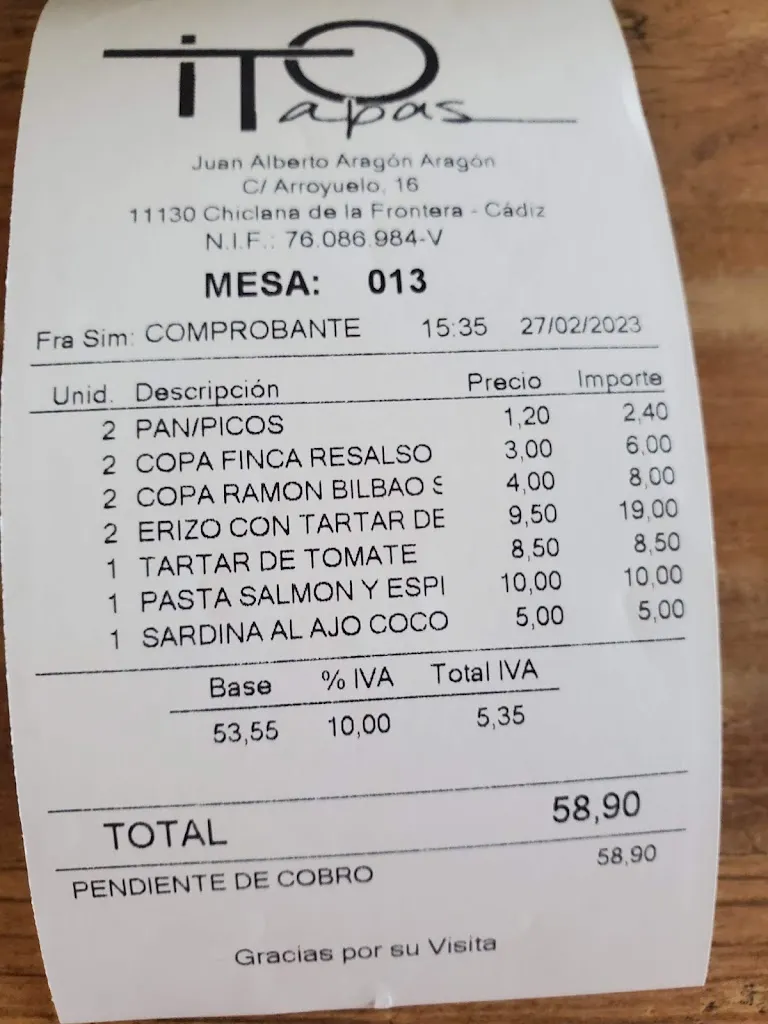 iTO
apas
Juan Alberto Aragón Aragón
C/ Arroyuelo, 16
11130 Chiclana de la Frontera - Cádiz
N.I.F.: 76.086.984-V
MESA: 013
Fra Sim: COMPROBANTE 15:35 27/02/2023
Unid. Descripción Precio Importe
2 PAN/PICOS 1,20 2,40
2 COPA FINCA RESALSO 3,00 6,00
2 COPA RAMON BILBAO S 4,00 8,00
2 ERIZO CON TARTAR DE 9,50 19,00
1 TARTAR DE TOMATE 8,50 8,50
1 PASTA SALMON Y ESPI 10,00 10,00
1 SARDINA AL AJO COCO 5,00 5,00
Base % IVA Total IVA
53,55 10,00 5,35
TOTAL 58,90
PENDIENTE DE COBRO 58,90
Gracias por su Visita